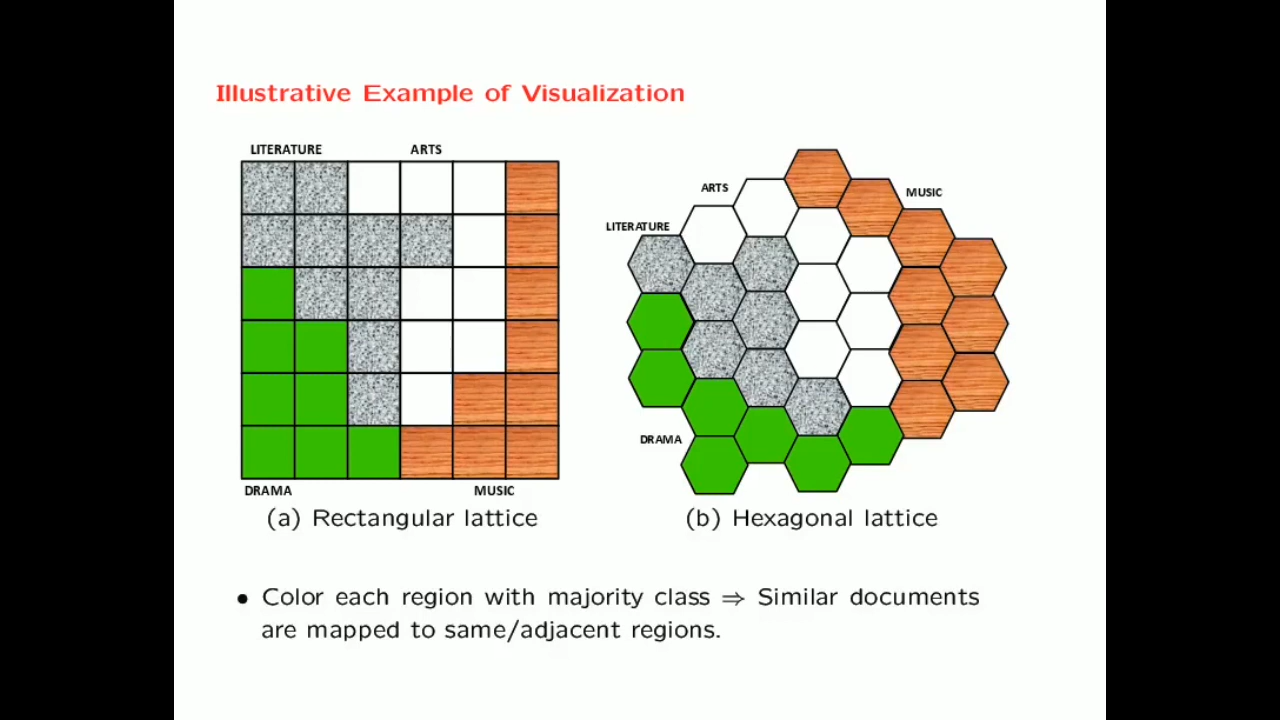 Illustrative Example of Visualization
LITERATURE ARTS
DRAMA MUSIC
(a) Rectangular lattice
ARTS
MUSIC
LITERATURE
DRAMA
(b) Hexagonal lattice
• Color each region with majority class ⇒ Similar documents
are mapped to same/adjacent regions.